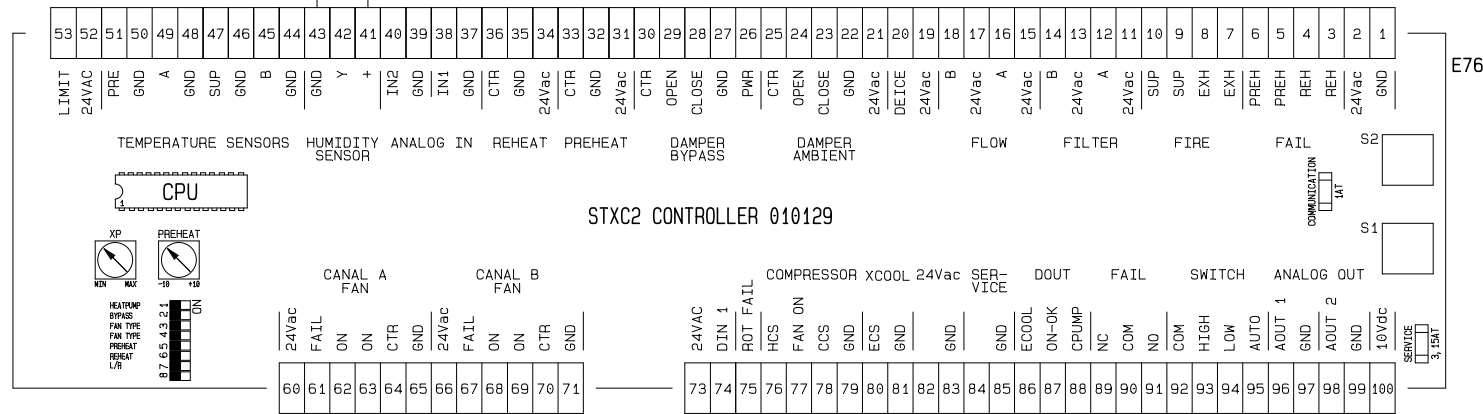 53 52 51 50 49 48 47 46 45 44 43 42 41 40 39 38 37 36 35 34 33 32 31 30 29 28 27 26 25 24 23 22 21 20 19 18 17 16 15 14 13 12 11 10 9 8 7 6 5 4 3 2 1
E76
LIMIT 24VAC PRE GND A GND SUP GND B GND GND Y + IN2 GND IN1 GND CTR GND 24Vac CTR GND 24Vac CTR OPEN CLOSE GND PWR CTR OPEN CLOSE GND 24Vac DEICE 24Vac B 24Vac A 24Vac B 24Vac A 24Vac SUP SUP EXH EXH PREH PREH REH REH 24Vac GND
TEMPERATURE SENSORS
HUMIDITY
SENSOR
ANALOG IN
REHEAT
PREHEAT
DAMPER
BYPASS
DAMPER
AMBIENT
FLOW
FILTER
FIRE
FAIL
S2
CPU
1
COMMUNICATION
1AT
STXC2 CONTROLLER 010129
S1
XP
MIN MAX
PREHEAT
-10 +10
HEATPUMP
BYPASS
FAN TYPE
FAN TYPE
PREHEAT
REHEAT
L/R
8 7 6 5 4 3 2 1
ON
CANAL A
FAN
CANAL B
FAN
COMPRESSOR
XCOOL
24Vac
SER-
VICE
DOUT
FAIL
SWITCH
ANALOG OUT
24Vac FAIL ON ON CTR GND 24Vac FAIL ON ON CTR GND
24VAC DIN 1 ROT FAIL HCS FAN ON CCS GND ECS GND GND GND ECOOL ON-OK CPUMP NC COM NO COM HIGH LOW AUTO AOUT 1 GND AOUT 2 GND 10Vdc
SERVICE
3,15AT
60 61 62 63 64 65 66 67 68 69 70 71
73 74 75 76 77 78 79 80 81 82 83 84 85 86 87 88 89 90 91 92 93 94 95 96 97 98 99 100